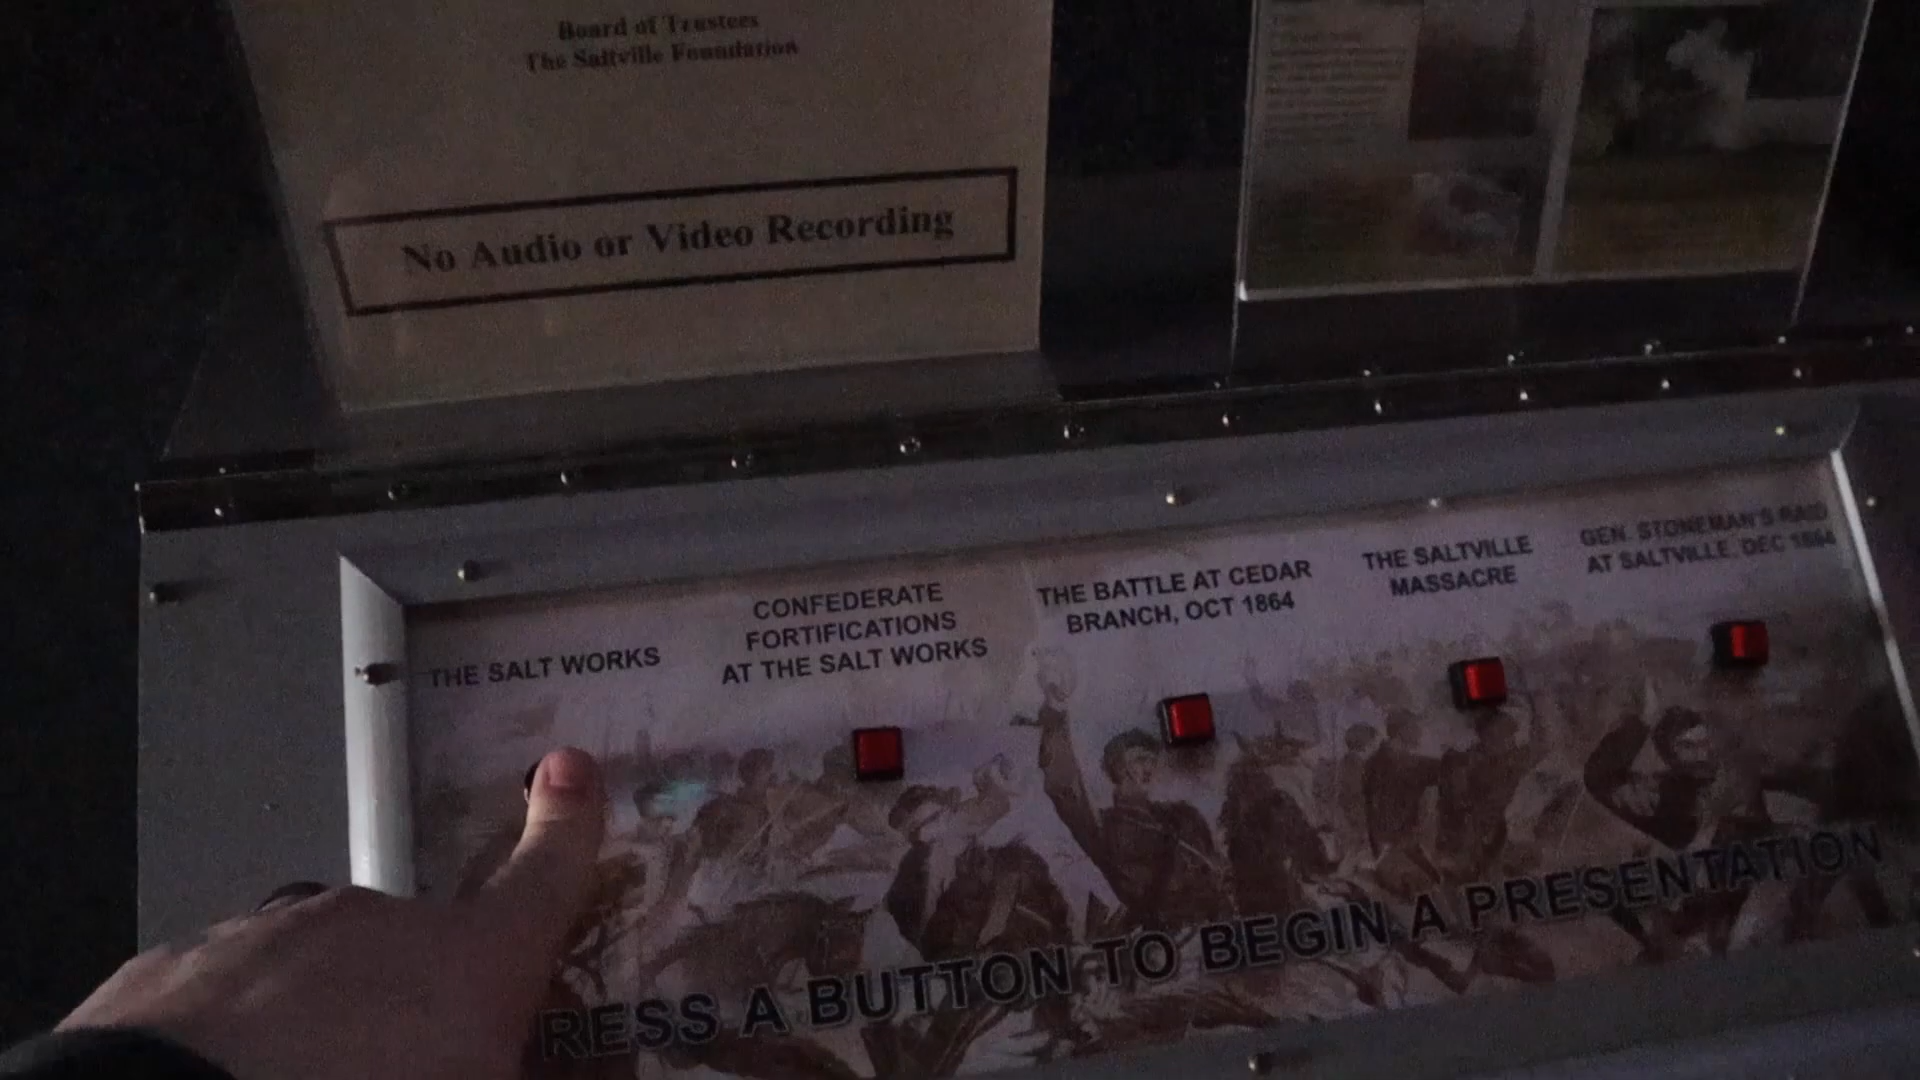 Board of Trustees
The Saltville Foundation
No Audio or Video Recording
THE SALT WORKS
CONFEDERATE
FORTIFICATIONS
AT THE SALT WORKS
THE BATTLE AT CEDAR
BRANCH, OCT 1864
THE SALTVILLE
MASSACRE
GEN. STONEMAN'S RAID
AT SALTVILLE, DEC 1864
RESS A BUTTON TO BEGIN A PRESENTATION